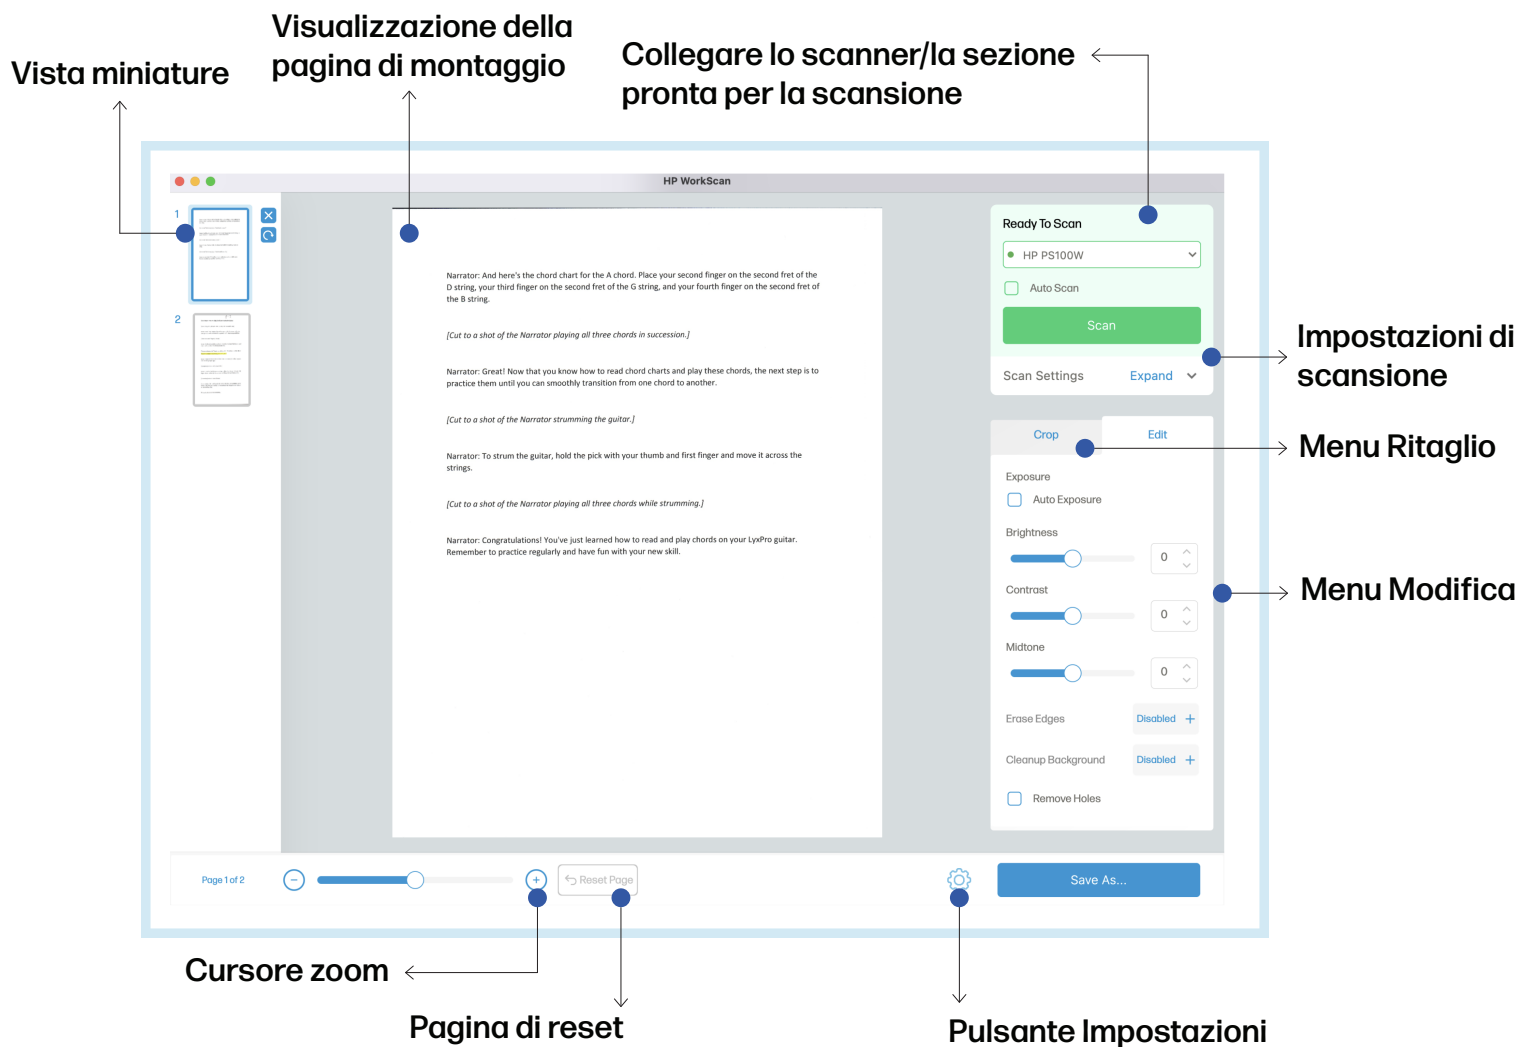 Visualizzazione della
pagina di montaggio
Collegare lo scanner/la sezione
pronta per la scansione
Vista miniature
HP WorkScan
1
2
Narrator: And here's the chord chart for the A chord. Place your second finger on the second fret of the
D string, your third finger on the second fret of the G string, and your fourth finger on the second fret of
the B string.
[Cut to a shot of the Narrator playing all three chords in succession.]
Narrator: Great! Now that you know how to read chord charts and play these chords, the next step is to
practice them until you can smoothly transition from one chord to another.
[Cut to a shot of the Narrator strumming the guitar.]
Narrator: To strum the guitar, hold the pick with your thumb and first finger and move it across the
strings.
[Cut to a shot of the Narrator playing all three chords while strumming.]
Narrator: Congratulations! You've just learned how to read and play chords on your LyxPro guitar.
Remember to practice regularly and have fun with your new skill.
Ready To Scan
HP PS100W
Auto Scan
Scan
Scan Settings Expand
Impostazioni di
scansione
Crop Edit
Menu Ritaglio
Exposure
Auto Exposure
Brightness
0
Contrast
0
Menu Modifica
Midtone
0
Erase Edges Disabled +
Cleanup Background Disabled +
Remove Holes
Page 1 of 2
Reset Page
Save As...
Cursore zoom
Pagina di reset
Pulsante Impostazioni